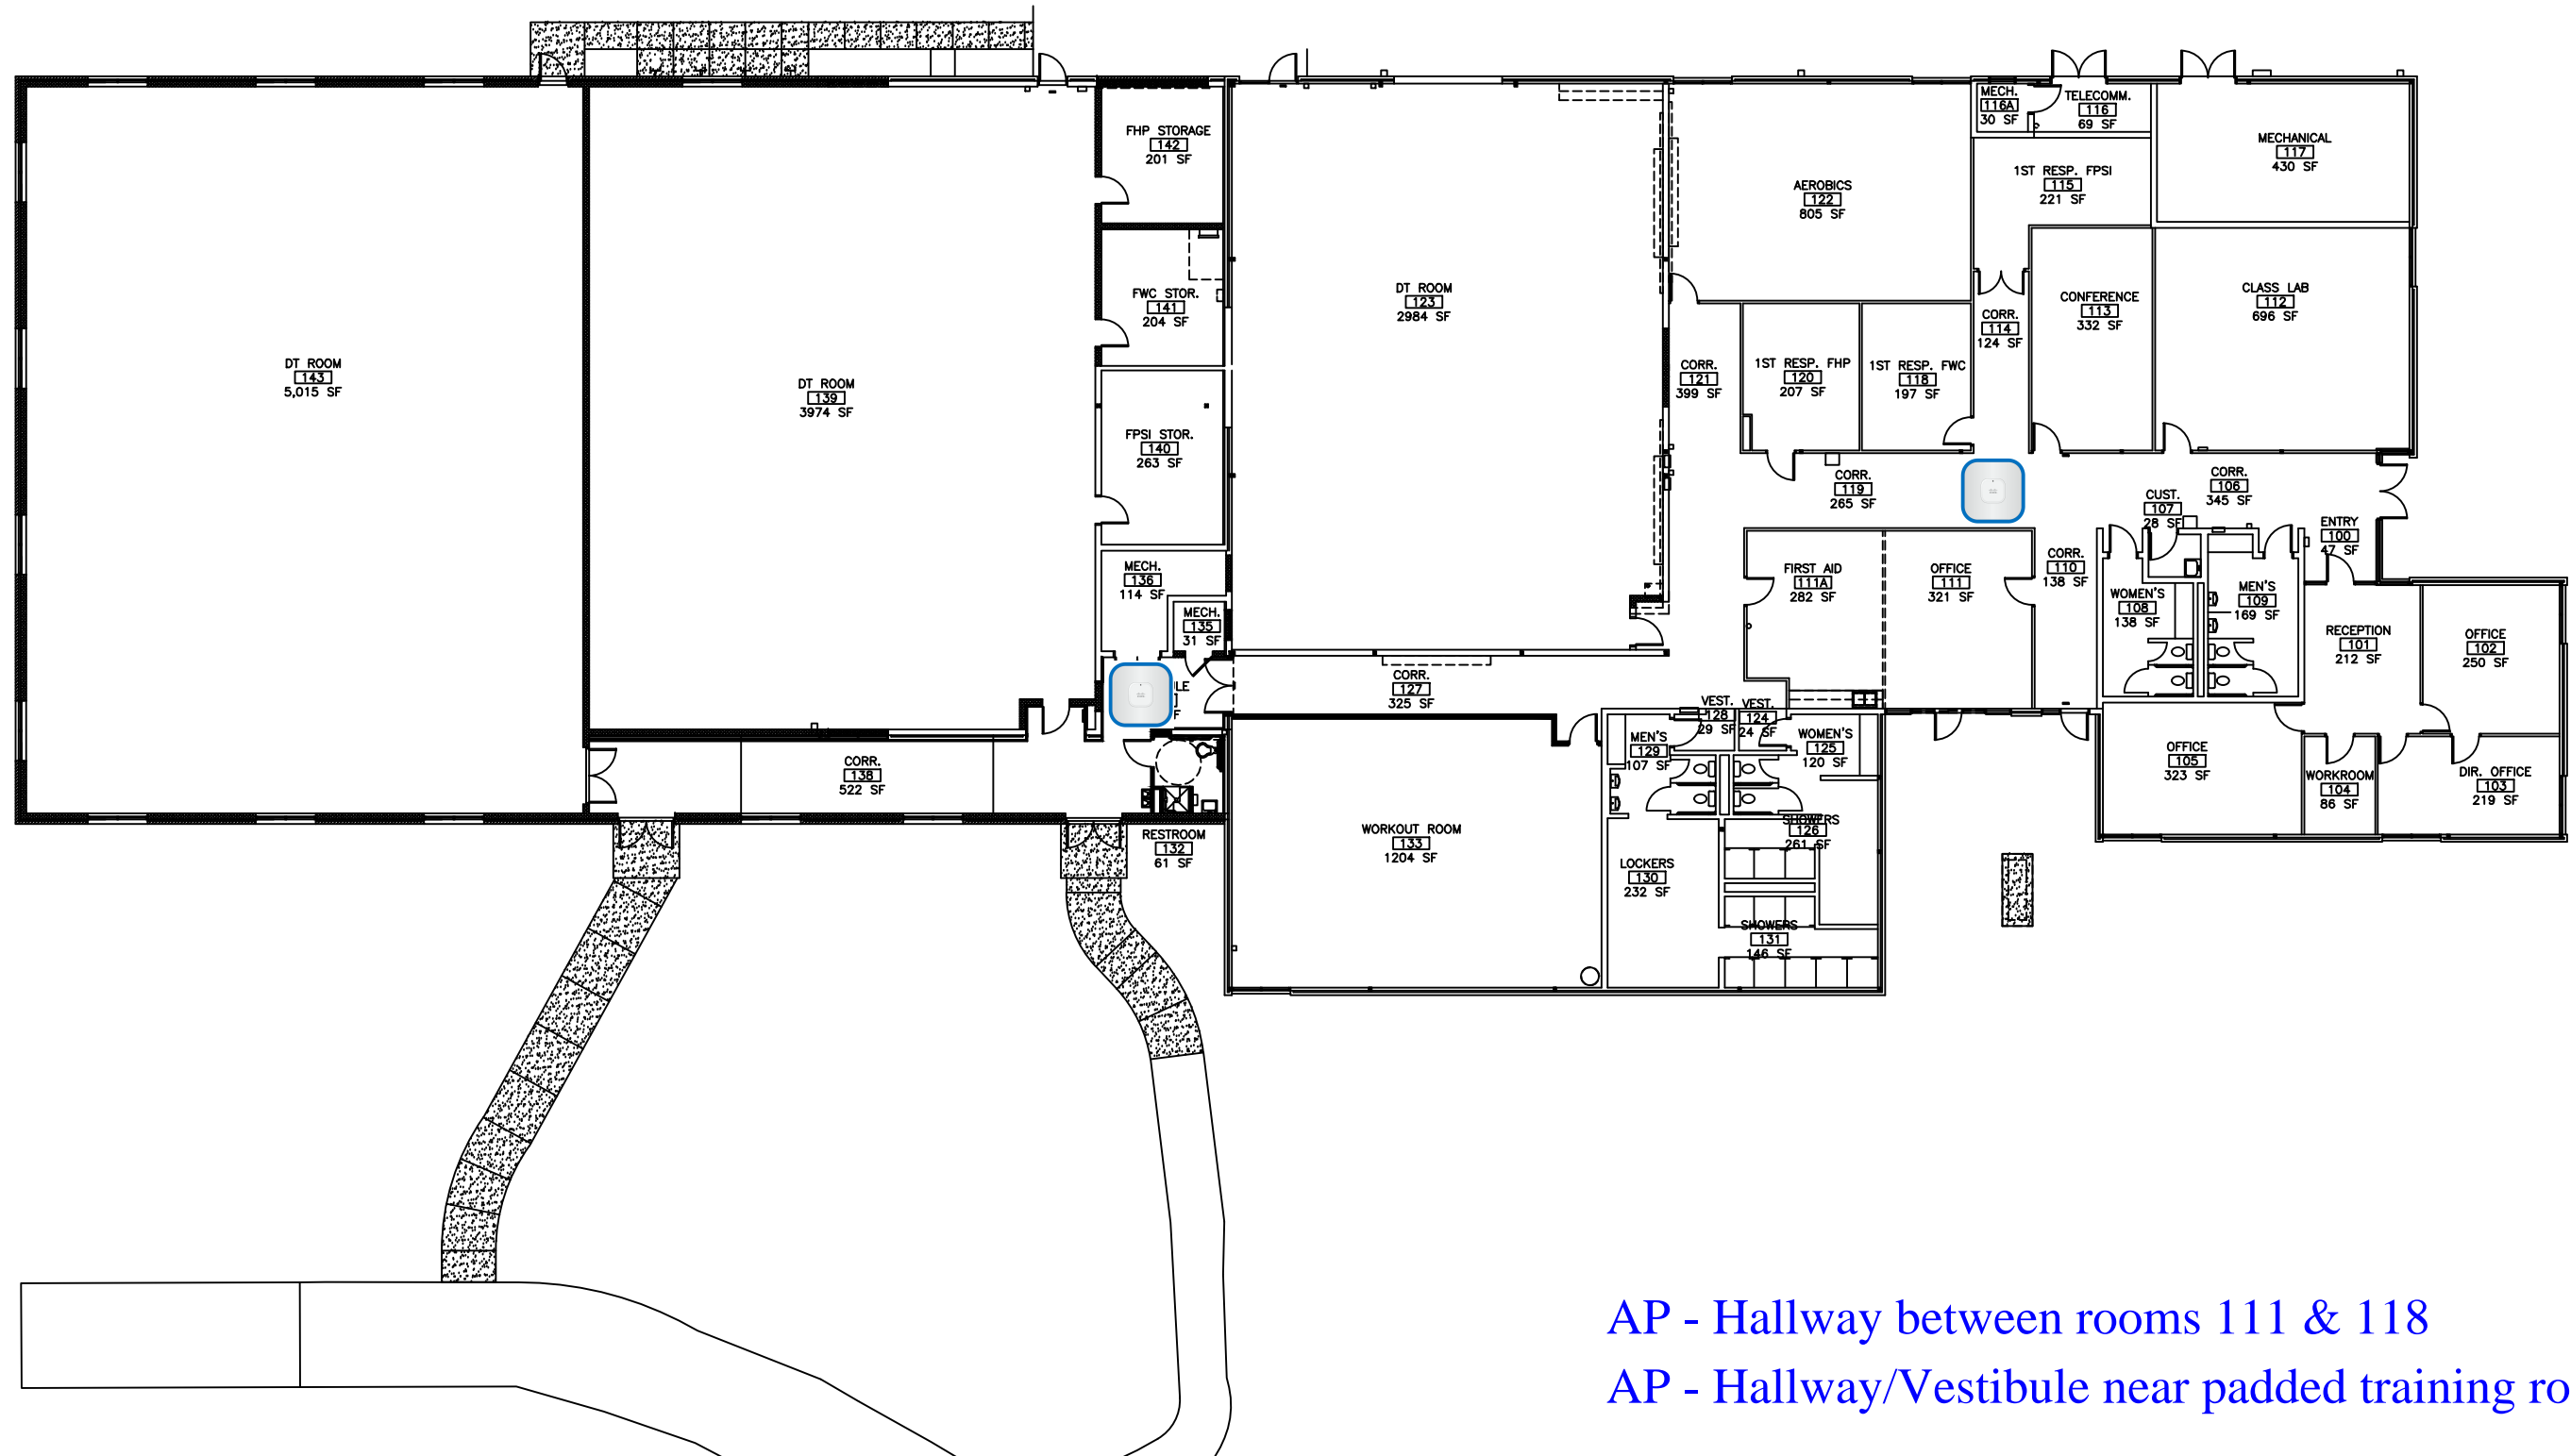 FHP STORAGE
142
201 SF
MECH.
116A
30 SF
TELECOMM.
116
69 SF
MECHANICAL
117
430 SF
AEROBICS
122
805 SF
1ST RESP. FPSI
115
221 SF
FWC STOR.
141
204 SF
DT ROOM
123
2984 SF
CONFERENCE
113
332 SF
CLASS LAB
112
696 SF
CORR.
114
124 SF
DT ROOM
143
5,015 SF
DT ROOM
139
3974 SF
CORR.
121
399 SF
1ST RESP. FHP
120
207 SF
1ST RESP. FWC
118
197 SF
FPSI STOR.
140
263 SF
CORR.
119
265 SF
CORR.
106
345 SF
CUST.
107
28 SF
ENTRY
100
47 SF
MECH.
136
114 SF
FIRST AID
111A
282 SF
OFFICE
111
321 SF
CORR.
110
138 SF
WOMEN'S
108
138 SF
MEN'S
109
169 SF
MECH.
135
31 SF
RECEPTION
101
212 SF
OFFICE
102
250 SF
LE
F
CORR.
127
325 SF
VEST.
128
29 SF
VEST.
124
24 SF
MEN'S
129
107 SF
WOMEN'S
125
120 SF
OFFICE
105
323 SF
WORKROOM
104
86 SF
DIR. OFFICE
103
219 SF
CORR.
138
522 SF
RESTROOM
132
61 SF
WORKOUT ROOM
133
1204 SF
SHOWERS
126
261 SF
LOCKERS
130
232 SF
SHOWERS
131
146 SF
AP - Hallway between rooms 111 & 118
AP - Hallway/Vestibule near padded training ro